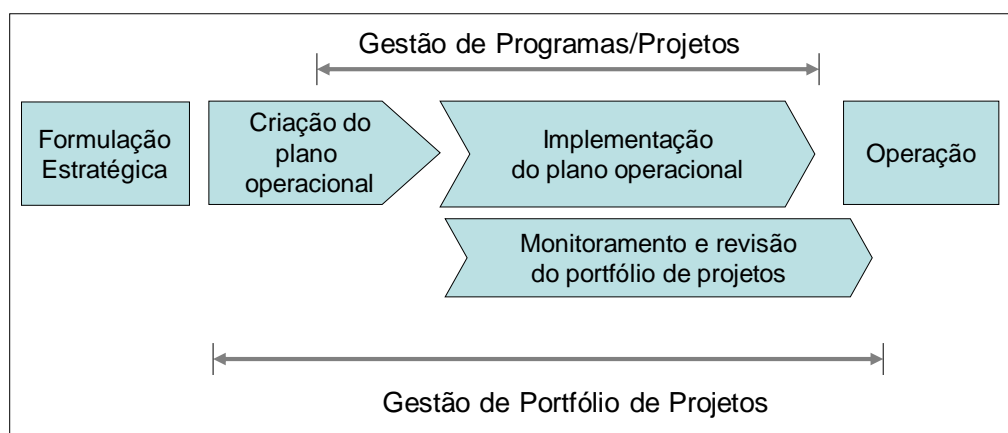 Gestão de Programas/Projetos
Formulação
Estratégica
Criação do
plano
operacional
Implementação
do plano operacional
Operação
Monitoramento e revisão
do portfólio de projetos
Gestão de Portfólio de Projetos